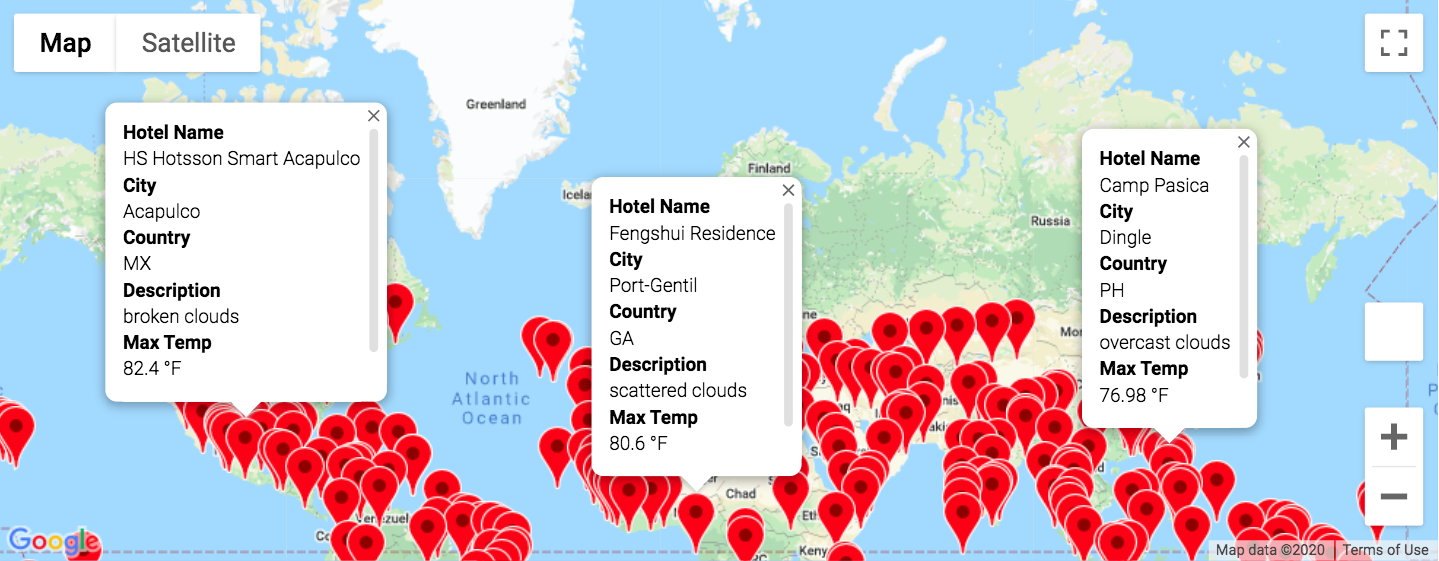 Map
Satellite
Greenland
Hotel Name
HS Hotsson Smart Acapulco
City
Acapulco
Country
MX
Description
broken clouds
Max Temp
82.4 °F
Finland
Hotel Name
Fengshui Residence
City
Port-Gentil
Country
GA
Description
scattered clouds
Max Temp
80.6 °F
Russia
Hotel Name
Camp Pasica
City
Dingle
Country
PH
Description
overcast clouds
Max Temp
76.98 °F
North
Atlantic
Ocean
Chad
Google
Map data ©2020
Terms of Use